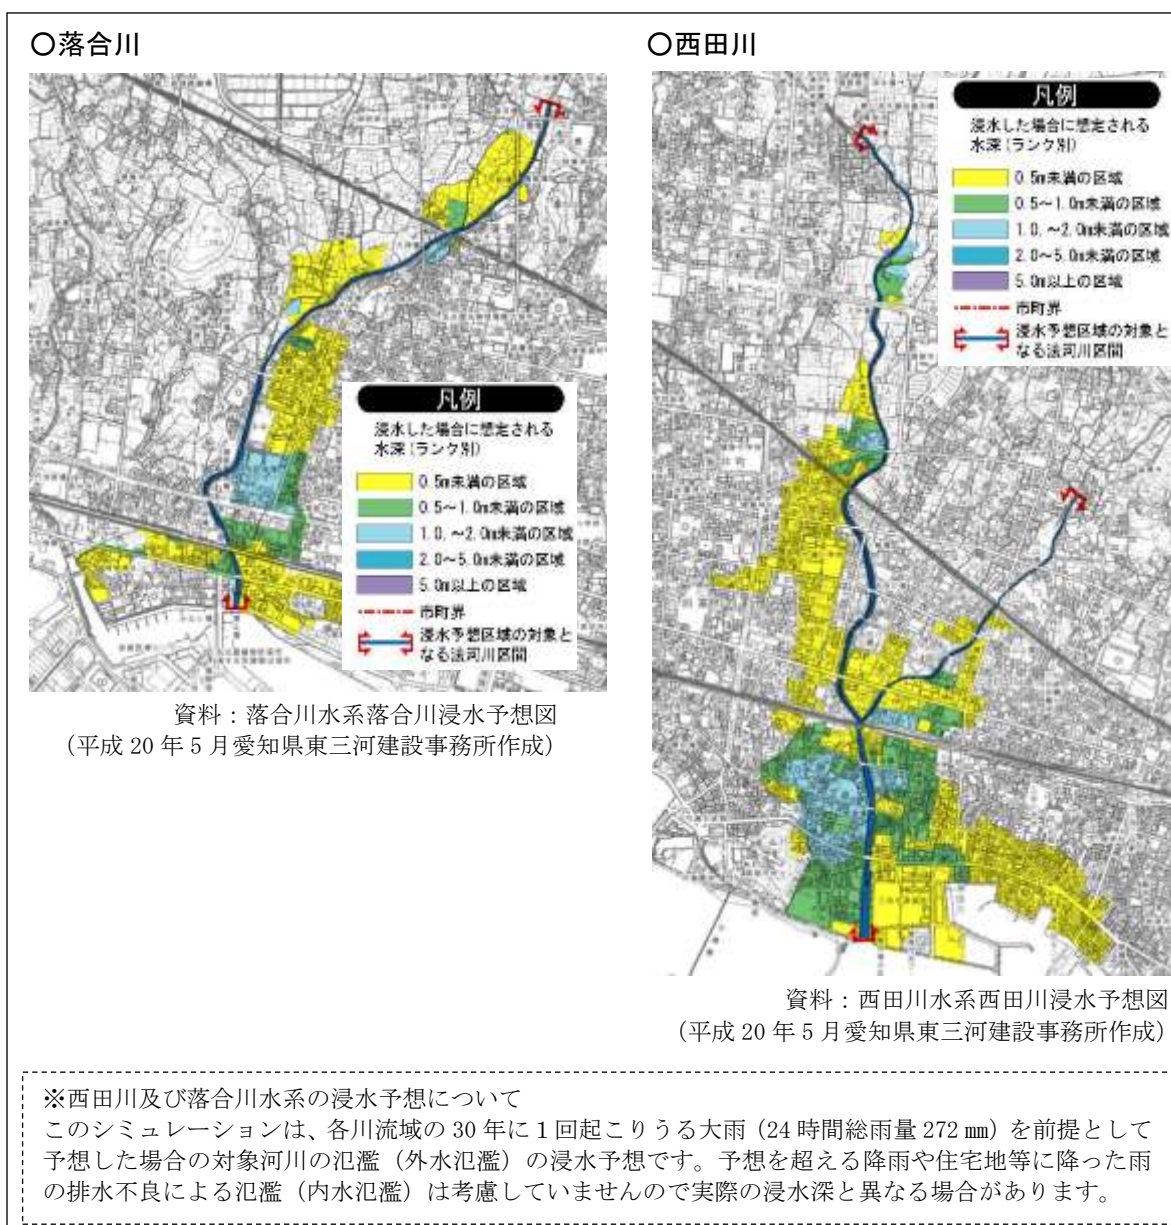 〇落合川
凡例
浸水した場合に想定される
水深(ランク別)
0.5m未満の区域
0.5～1.0m未満の区域
1.0.～2.0m未満の区域
2.0～5.0m未満の区域
5.0m以上の区域
市町界
浸水予想区域の対象と
なる法河川区間
資料：落合川水系落合川浸水予想図
（平成 20 年 5 月愛知県東三河建設事務所作成）
〇西田川
凡例
浸水した場合に想定される
水深(ランク別)
0.5m未満の区域
0.5～1.0m未満の区域
1.0.～2.0m未満の区域
2.0～5.0m未満の区域
5.0m以上の区域
市町界
浸水予想区域の対象と
なる法河川区間
資料：西田川水系西田川浸水予想図
（平成 20 年 5 月愛知県東三河建設事務所作成）
※西田川及び落合川水系の浸水予想について
このシミュレーションは、各川流域の 30 年に 1 回起こりうる大雨（24 時間総雨量 272 ㎜）を前提として
予想した場合の対象河川の氾濫（外水氾濫）の浸水予想です。予想を超える降雨や住宅地等に降った雨
の排水不良による氾濫（内水氾濫）は考慮していませんので実際の浸水深と異なる場合があります。